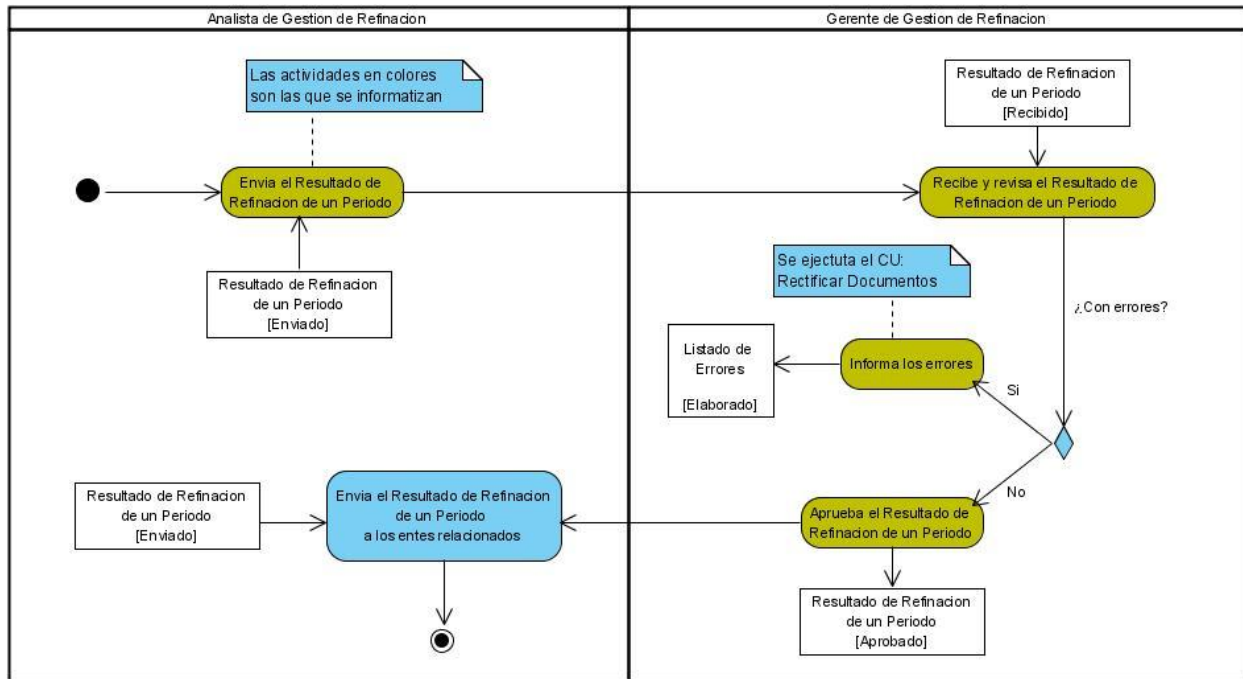 Analista de Gestion de Refinacion
Gerente de Gestion de Refinacion
Las actividades en colores
son las que se informatizan
Resultado de Refinacion
de un Periodo
[Recibido]
Envia el Resultado de
Refinacion de un Periodo
Recibe y revisa el Resultado de
Refinacion de un Periodo
Resultado de Refinacion
de un Periodo
[Enviado]
Se ejectuta el CU:
Rectificar Documentos
¿Con errores?
Listado de
Errores
[Elaborado]
Informa los errores
Si
No
Resultado de Refinacion
de un Periodo
[Enviado]
Envia el Resultado de Refinacion
de un Periodo
a los entes relacionados
Aprueba el Resultado de
Refinacion de un Periodo
Resultado de Refinacion
de un Periodo
[Aprobado]